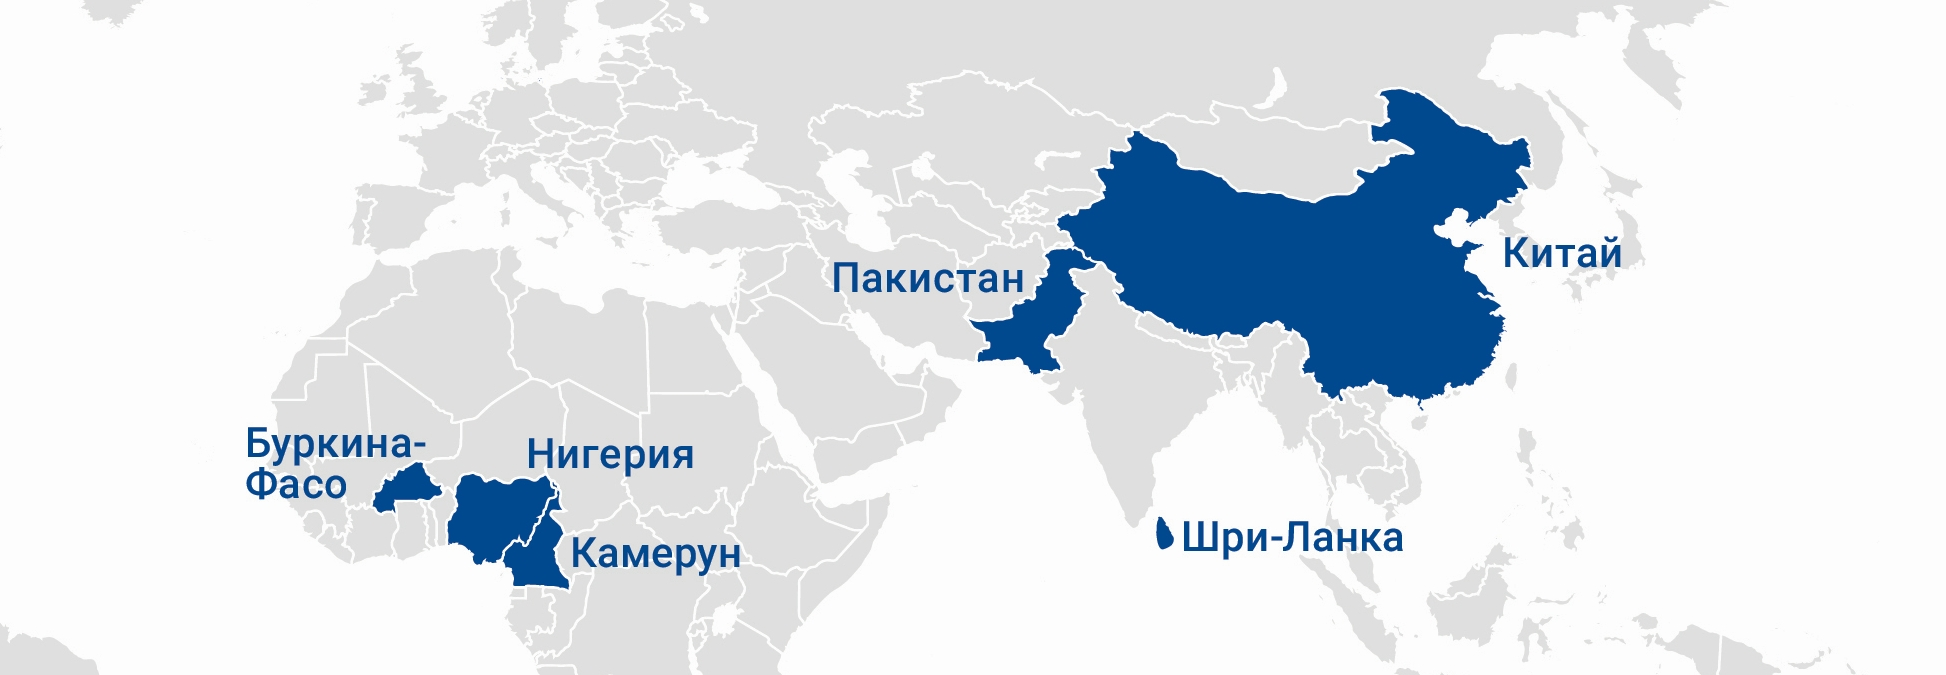 Китай
Пакистан
Буркина-
Фасо
Нигерия
Камерун
Шри-Ланка